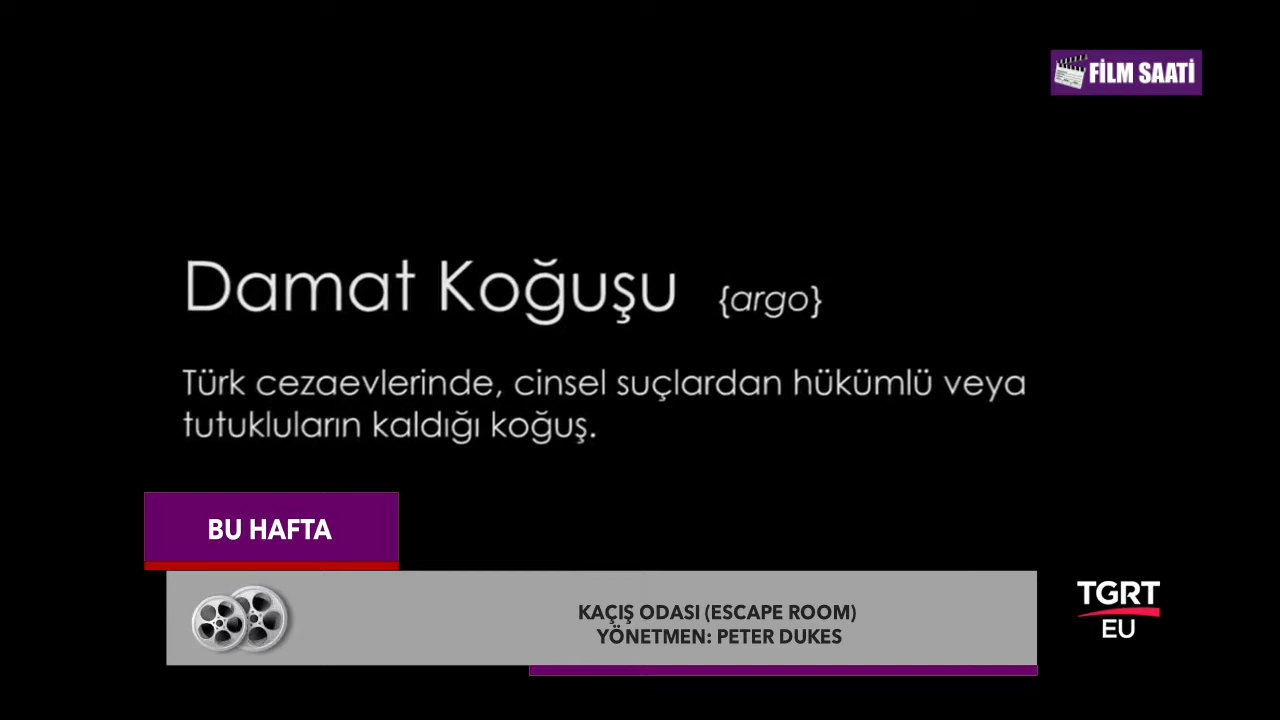 FİLM SAATİ
Damat Koğuşu {argo}
Türk cezaevlerinde, cinsel suçlardan hükümlü veya
tutukluların kaldığı koğuş.
BU HAFTA
KAÇIŞ ODASI (ESCAPE ROOM)
YÖNETMEN: PETER DUKES
TGRT
EU